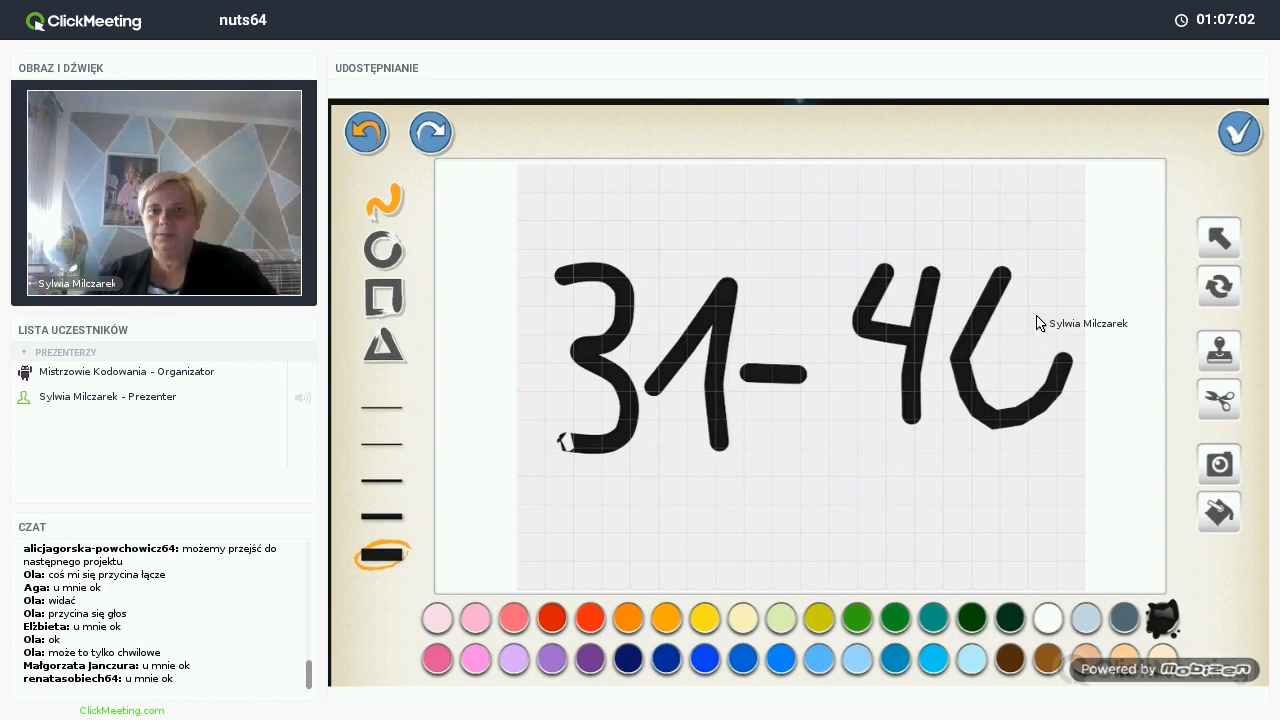 ClickMeeting
nuts64
01:07:02
OBRAZ I DŹWIĘK
Sylwia Milczarek
LISTA UCZESTNIKÓW
PREZENTERZY
Mistrzowie Kodowania - Organizator
Sylwia Milczarek - Prezenter
CZAT
alicjagorska-powchowicz64: możemy przejść do
następnego projektu
Ola: coś mi się przycina łącze
Aga: u mnie ok
Ola: widać
Ola: przycina się głos
Elżbieta: u mnie ok
Ola: ok
Ola: może to tylko chwilowe
Małgorzata Janczura: u mnie ok
renatasobiech64: u mnie ok
ClickMeeting.com
UDOSTĘPNIANIE
31-46
Sylwia Milczarek
Powered by Mobizen